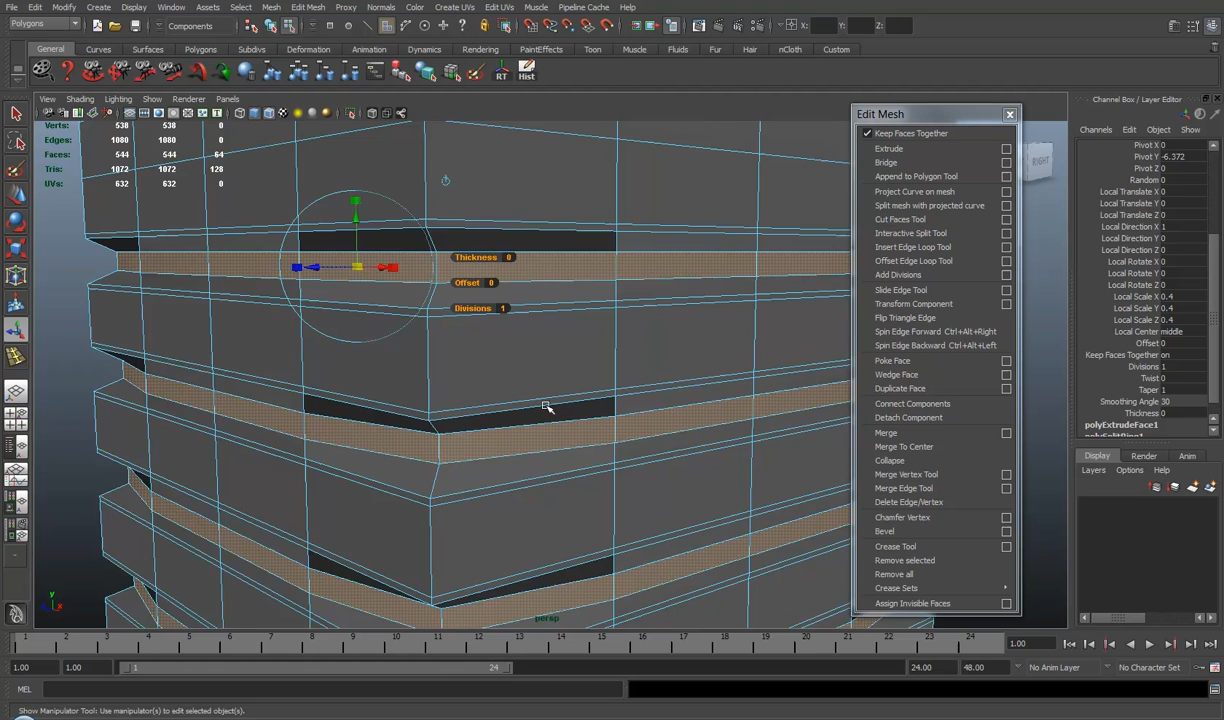 File Edit Modify Create Display Window Assets Select Mesh Edit Mesh Proxy Normals Color Create UVs Edit UVs Muscle Pipeline Cache Help
Polygons Components X: Y: Z:
General Curves Surfaces Polygons Subdivs Deformation Animation Dynamics Rendering PaintEffects Toon Muscle Fluids Fur Hair nCloth Custom
RT Hist
View Shading Lighting Show Renderer Panels
Verts: 538 538 0
Edges: 1080 1080 0
Faces: 544 544 64
Tris: 1072 1072 128
UVs: 632 632 0
RIGHT
Thickness 0
Offset 0
Divisions 1
persp
y
x
Edit Mesh
Keep Faces Together
Extrude
Bridge
Append to Polygon Tool
Project Curve on mesh
Split mesh with projected curve
Cut Faces Tool
Interactive Split Tool
Insert Edge Loop Tool
Offset Edge Loop Tool
Add Divisions
Slide Edge Tool
Transform Component
Flip Triangle Edge
Spin Edge Forward Ctrl+Alt+Right
Spin Edge Backward Ctrl+Alt+Left
Poke Face
Wedge Face
Duplicate Face
Connect Components
Detach Component
Merge
Merge To Center
Collapse
Merge Vertex Tool
Merge Edge Tool
Delete Edge/Vertex
Chamfer Vertex
Bevel
Crease Tool
Remove selected
Remove all
Crease Sets
Assign Invisible Faces
Channel Box / Layer Editor
Channels Edit Object Show
Pivot X 0
Pivot Y -6.372
Pivot Z 0
Random 0
Local Translate X 0
Local Translate Y 0
Local Translate Z 0
Local Direction X 1
Local Direction Y 0
Local Direction Z 0
Local Rotate X 0
Local Rotate Y 0
Local Rotate Z 0
Local Scale X 0.4
Local Scale Y 0.4
Local Scale Z 0.4
Local Center middle
Offset 0
Keep Faces Together on
Divisions 1
Twist 0
Taper 1
Smoothing Angle 30
Thickness 0
polyExtrudeFace1
polySplitRing1
Display Render Anim
Layers Options Help
1 2 3 4 5 6 7 8 9 10 11 12 13 14 15 16 17 18 19 20 21 22 23 24 1.00
1.00 1.00 1 24 24.00 48.00 No Anim Layer No Character Set
MEL
Show Manipulator Tool: Use manipulator(s) to edit selected object(s).